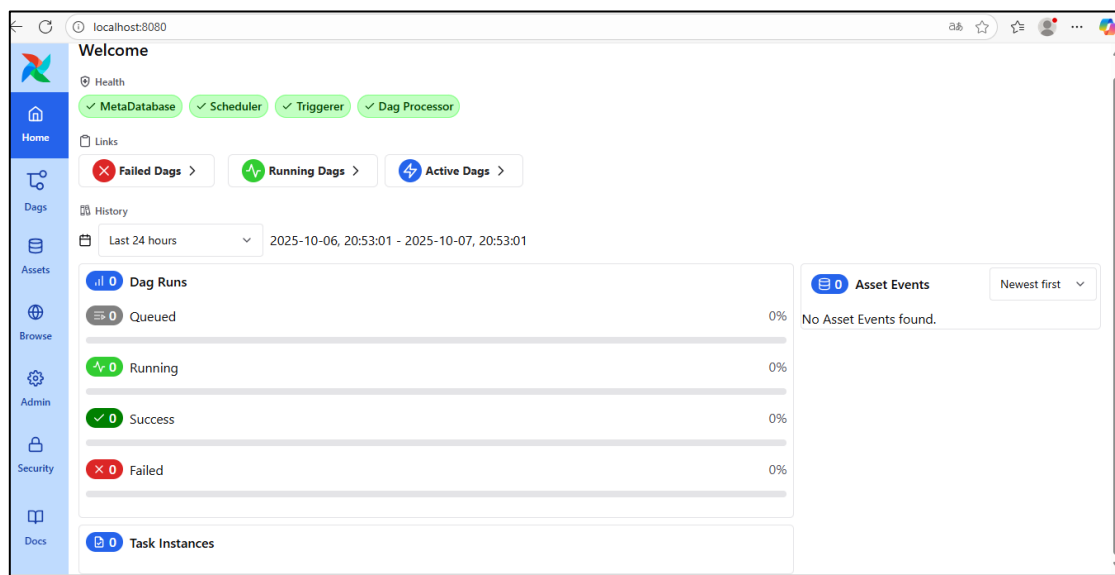 localhost:8080
aあ
Welcome
Health
MetaDatabase Scheduler Triggerer Dag Processor
Home
Links
Failed Dags Running Dags Active Dags
Dags
History
Last 24 hours 2025-10-06, 20:53:01 - 2025-10-07, 20:53:01
Assets
0 Dag Runs
0 Queued 0%
0 Asset Events Newest first
No Asset Events found.
Browse
0 Running 0%
Admin
0 Success 0%
Security
0 Failed 0%
Docs
0 Task Instances